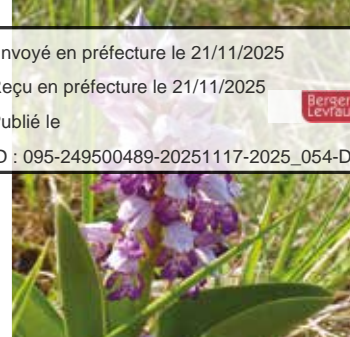 nvoyé en préfecture le 21/11/2025
eçu en préfecture le 21/11/2025
Berger
Levrault
ublié le
D : 095-249500489-20251117-2025_054-D